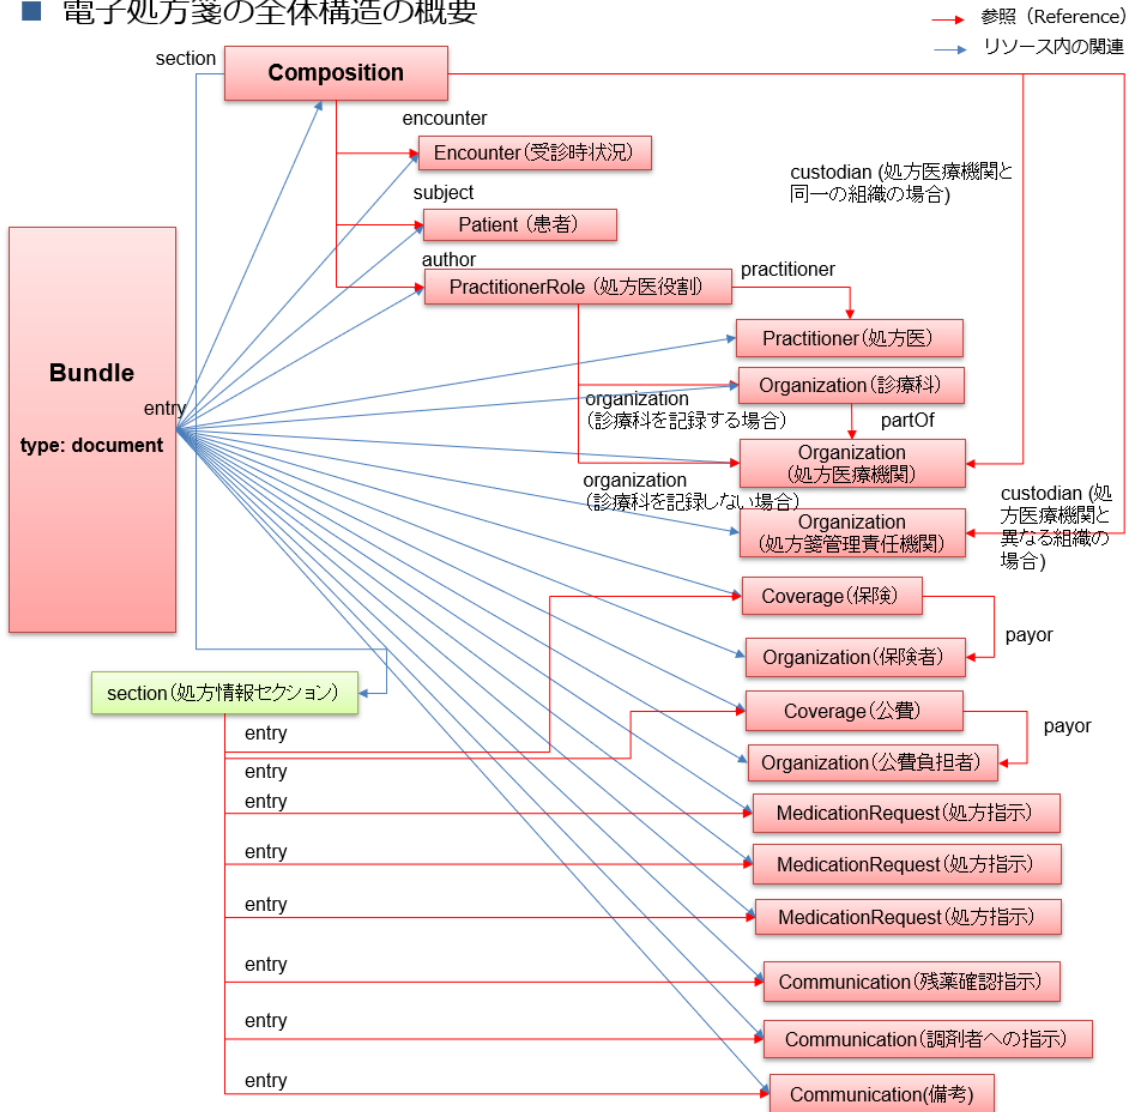 ■ 電子処方箋の全体構造の概要
参照（Reference）
リソース内の関連
section
Composition
encounter
Encounter（受診時状況）
custodian (処方医療機関と
同一の組織の場合)
subject
Patient （患者）
author
PractitionerRole （処方医役割）
practitioner
Practitioner（処方医）
Bundle
entry
type: document
Organization（診療科）
organization
（診療科を記録する場合）
partOf
Organization
（処方医療機関）
organization
（診療科を記録しない場合）
custodian (処
方医療機関と
異なる組織の
場合)
Organization
（処方箋管理責任機関）
Coverage（保険）
payor
Organization（保険者）
section（処方情報セクション）
Coverage（公費）
payor
entry
Organization（公費負担者）
entry
entry
MedicationRequest（処方指示）
entry
MedicationRequest（処方指示）
entry
MedicationRequest（処方指示）
entry
Communication（残薬確認指示）
entry
Communication（調剤者への指示）
entry
Communication(備考)